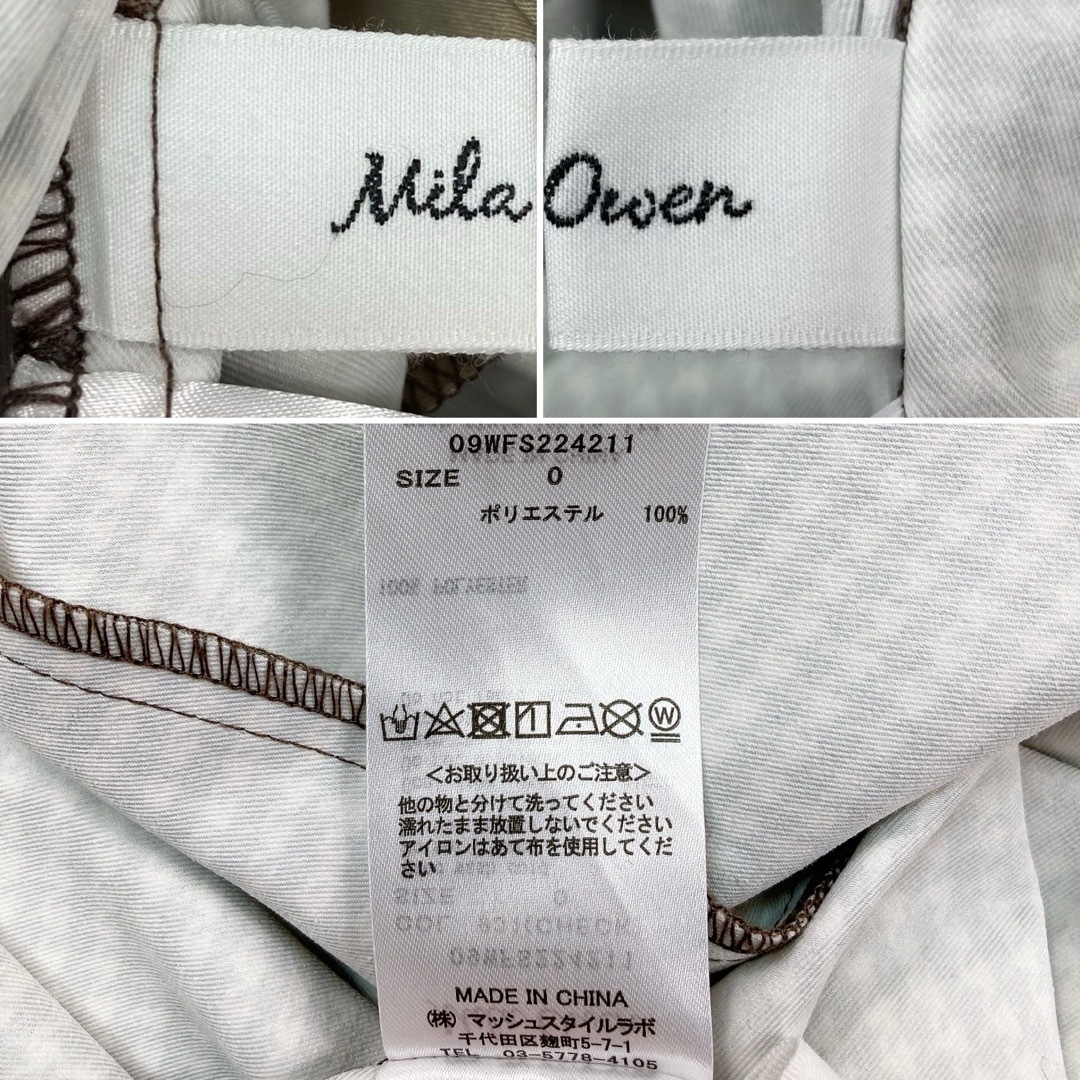 Mila Owen
09WFS224211
SIZE 0
ポリエステル 100%
100% POLYESTER
W
<お取り扱い上のご注意>
他の物と分けて洗ってください
濡れたまま放置しないでください
アイロンはあて布を使用してくだ
さい
SIZE 0
09WFS224211
MADE IN CHINA
(株) マッシュスタイルラボ
千代田区麹町5-7-1
TEL 03-5778-4105